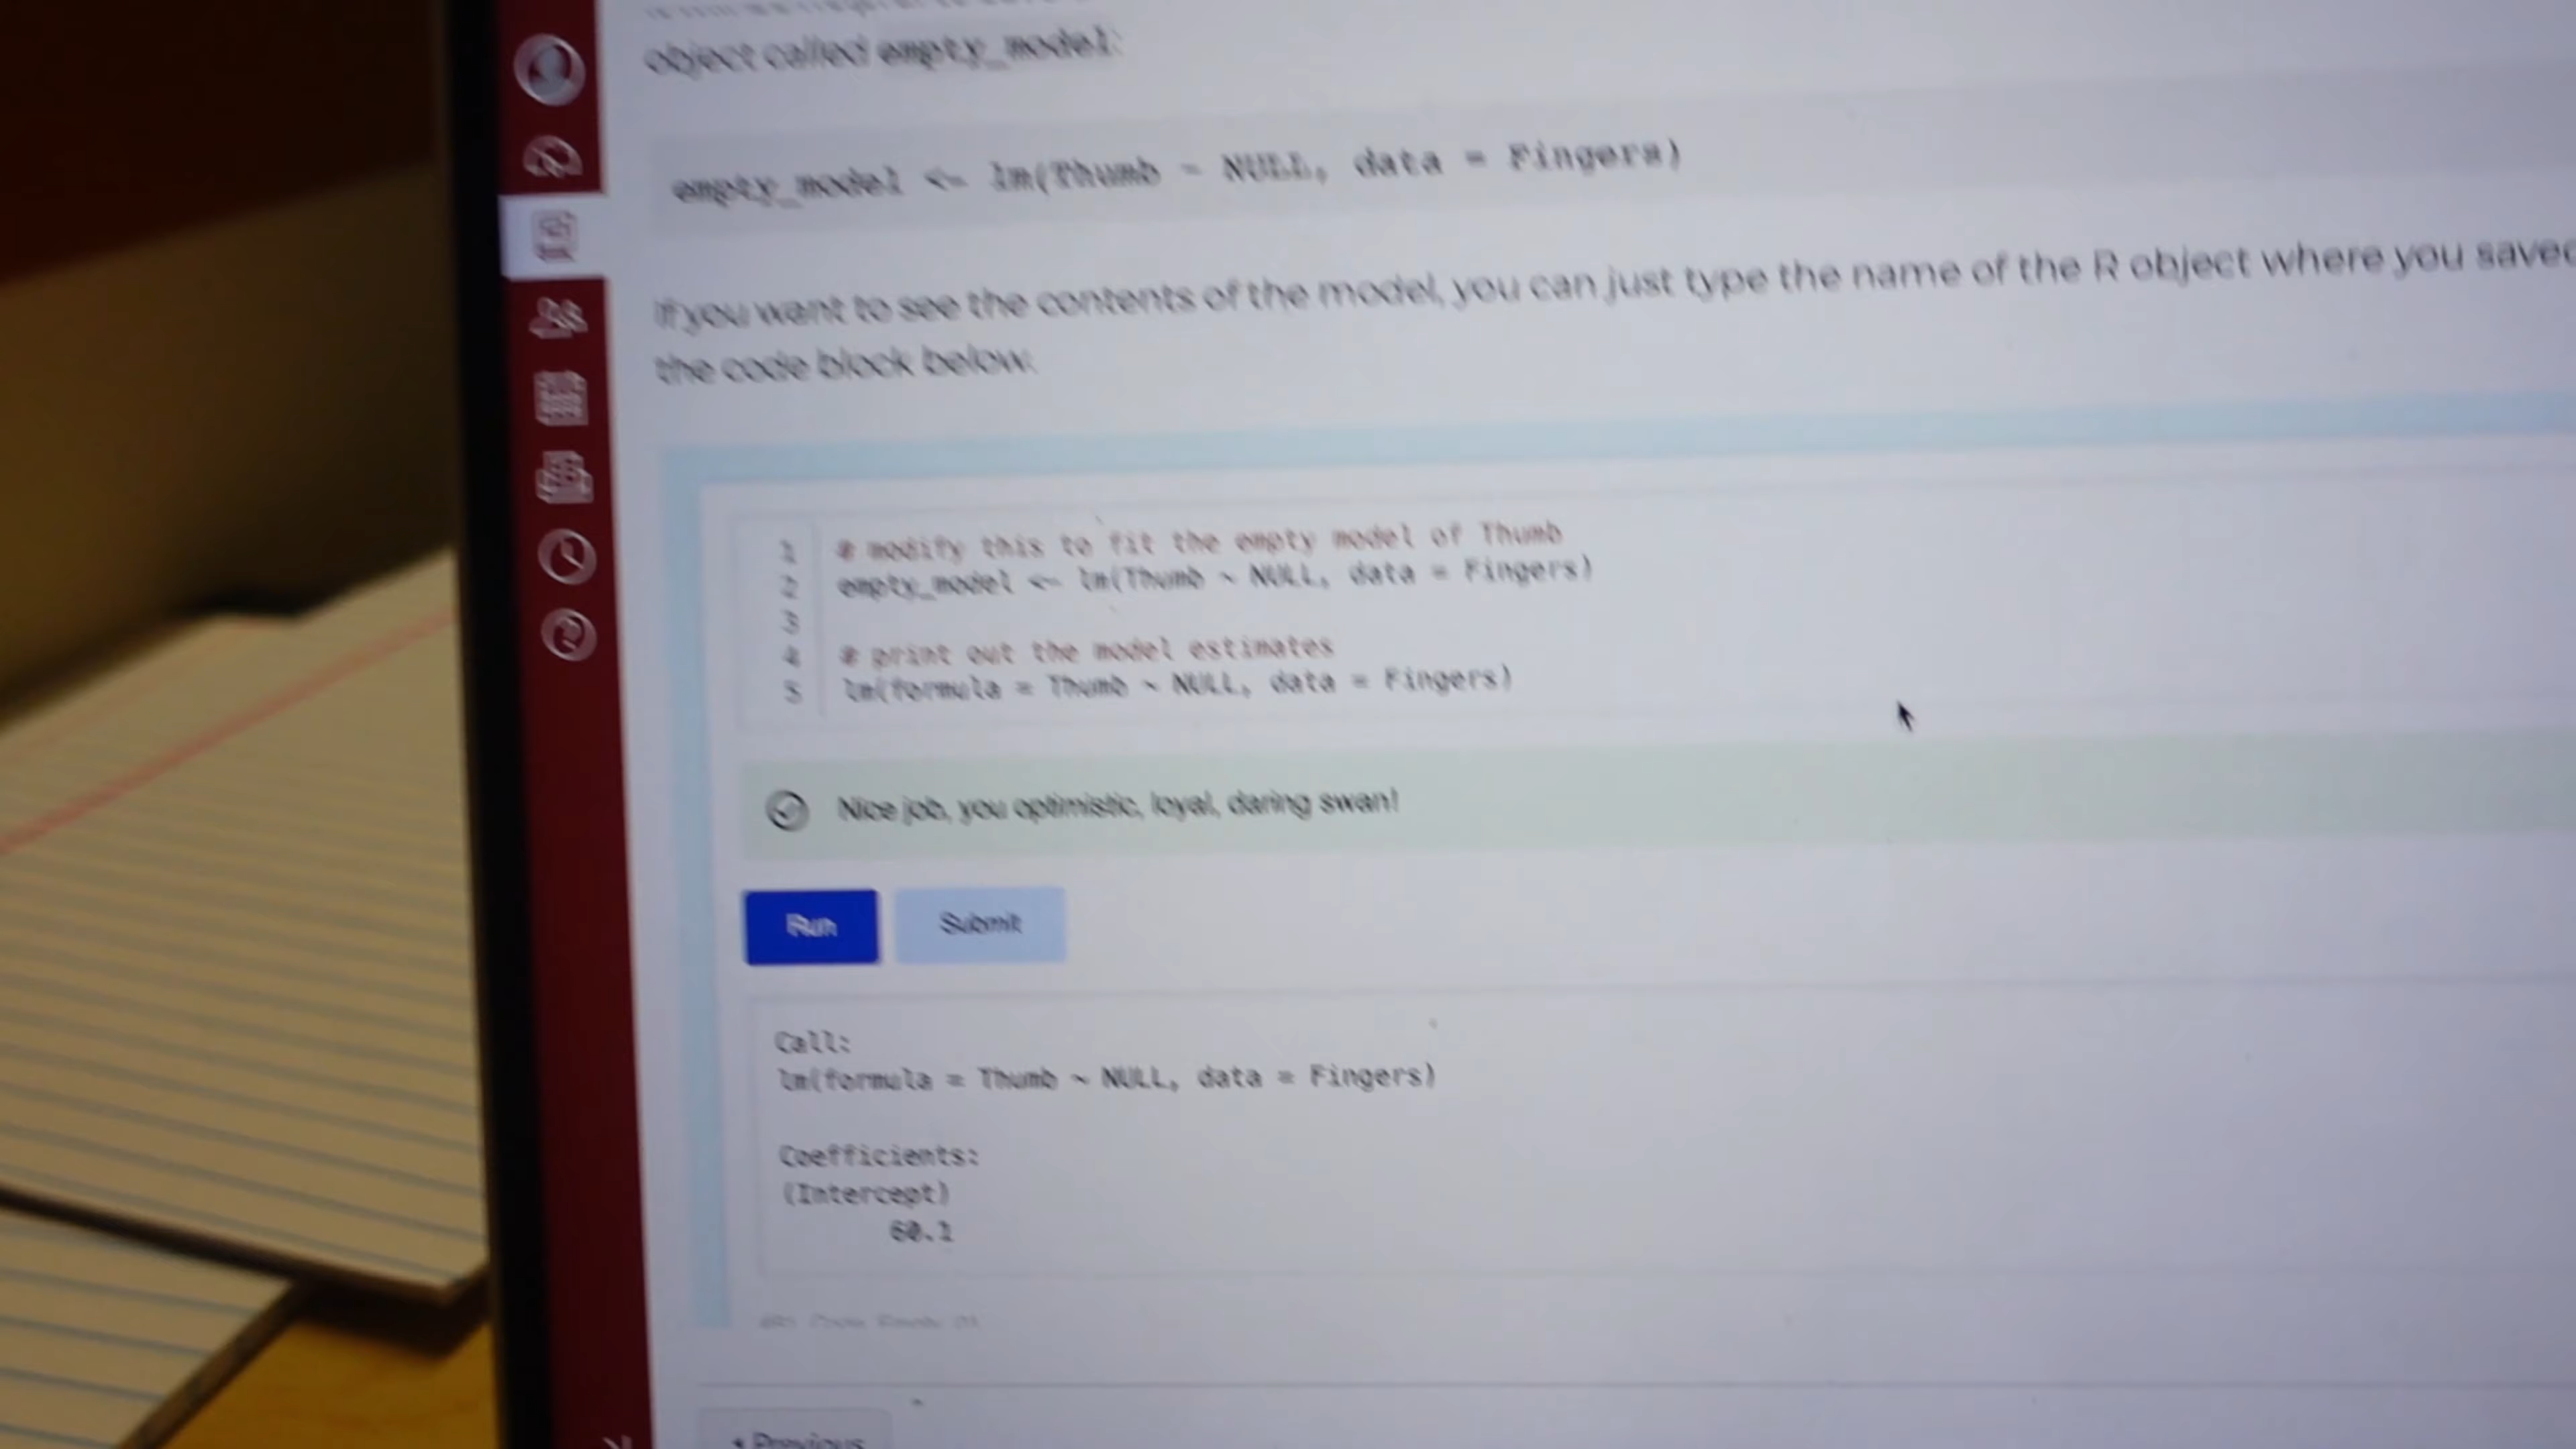 object called empty_model:
empty_model <- lm(Thumb ~ NULL, data = Fingers)
If you want to see the contents of the model, you can just type the name of the R object where you saved
the code block below.
1 # modify this to fit the empty model of Thumb
2 empty_model <- lm(Thumb ~ NULL, data = Fingers)
3
4 # print out the model estimates
5 lm(formula = Thumb ~ NULL, data = Fingers)
Nice job, you optimistic, loyal, daring swan!
Run Submit
Call:
lm(formula = Thumb ~ NULL, data = Fingers)
Coefficients:
(Intercept)
60.1
Previous